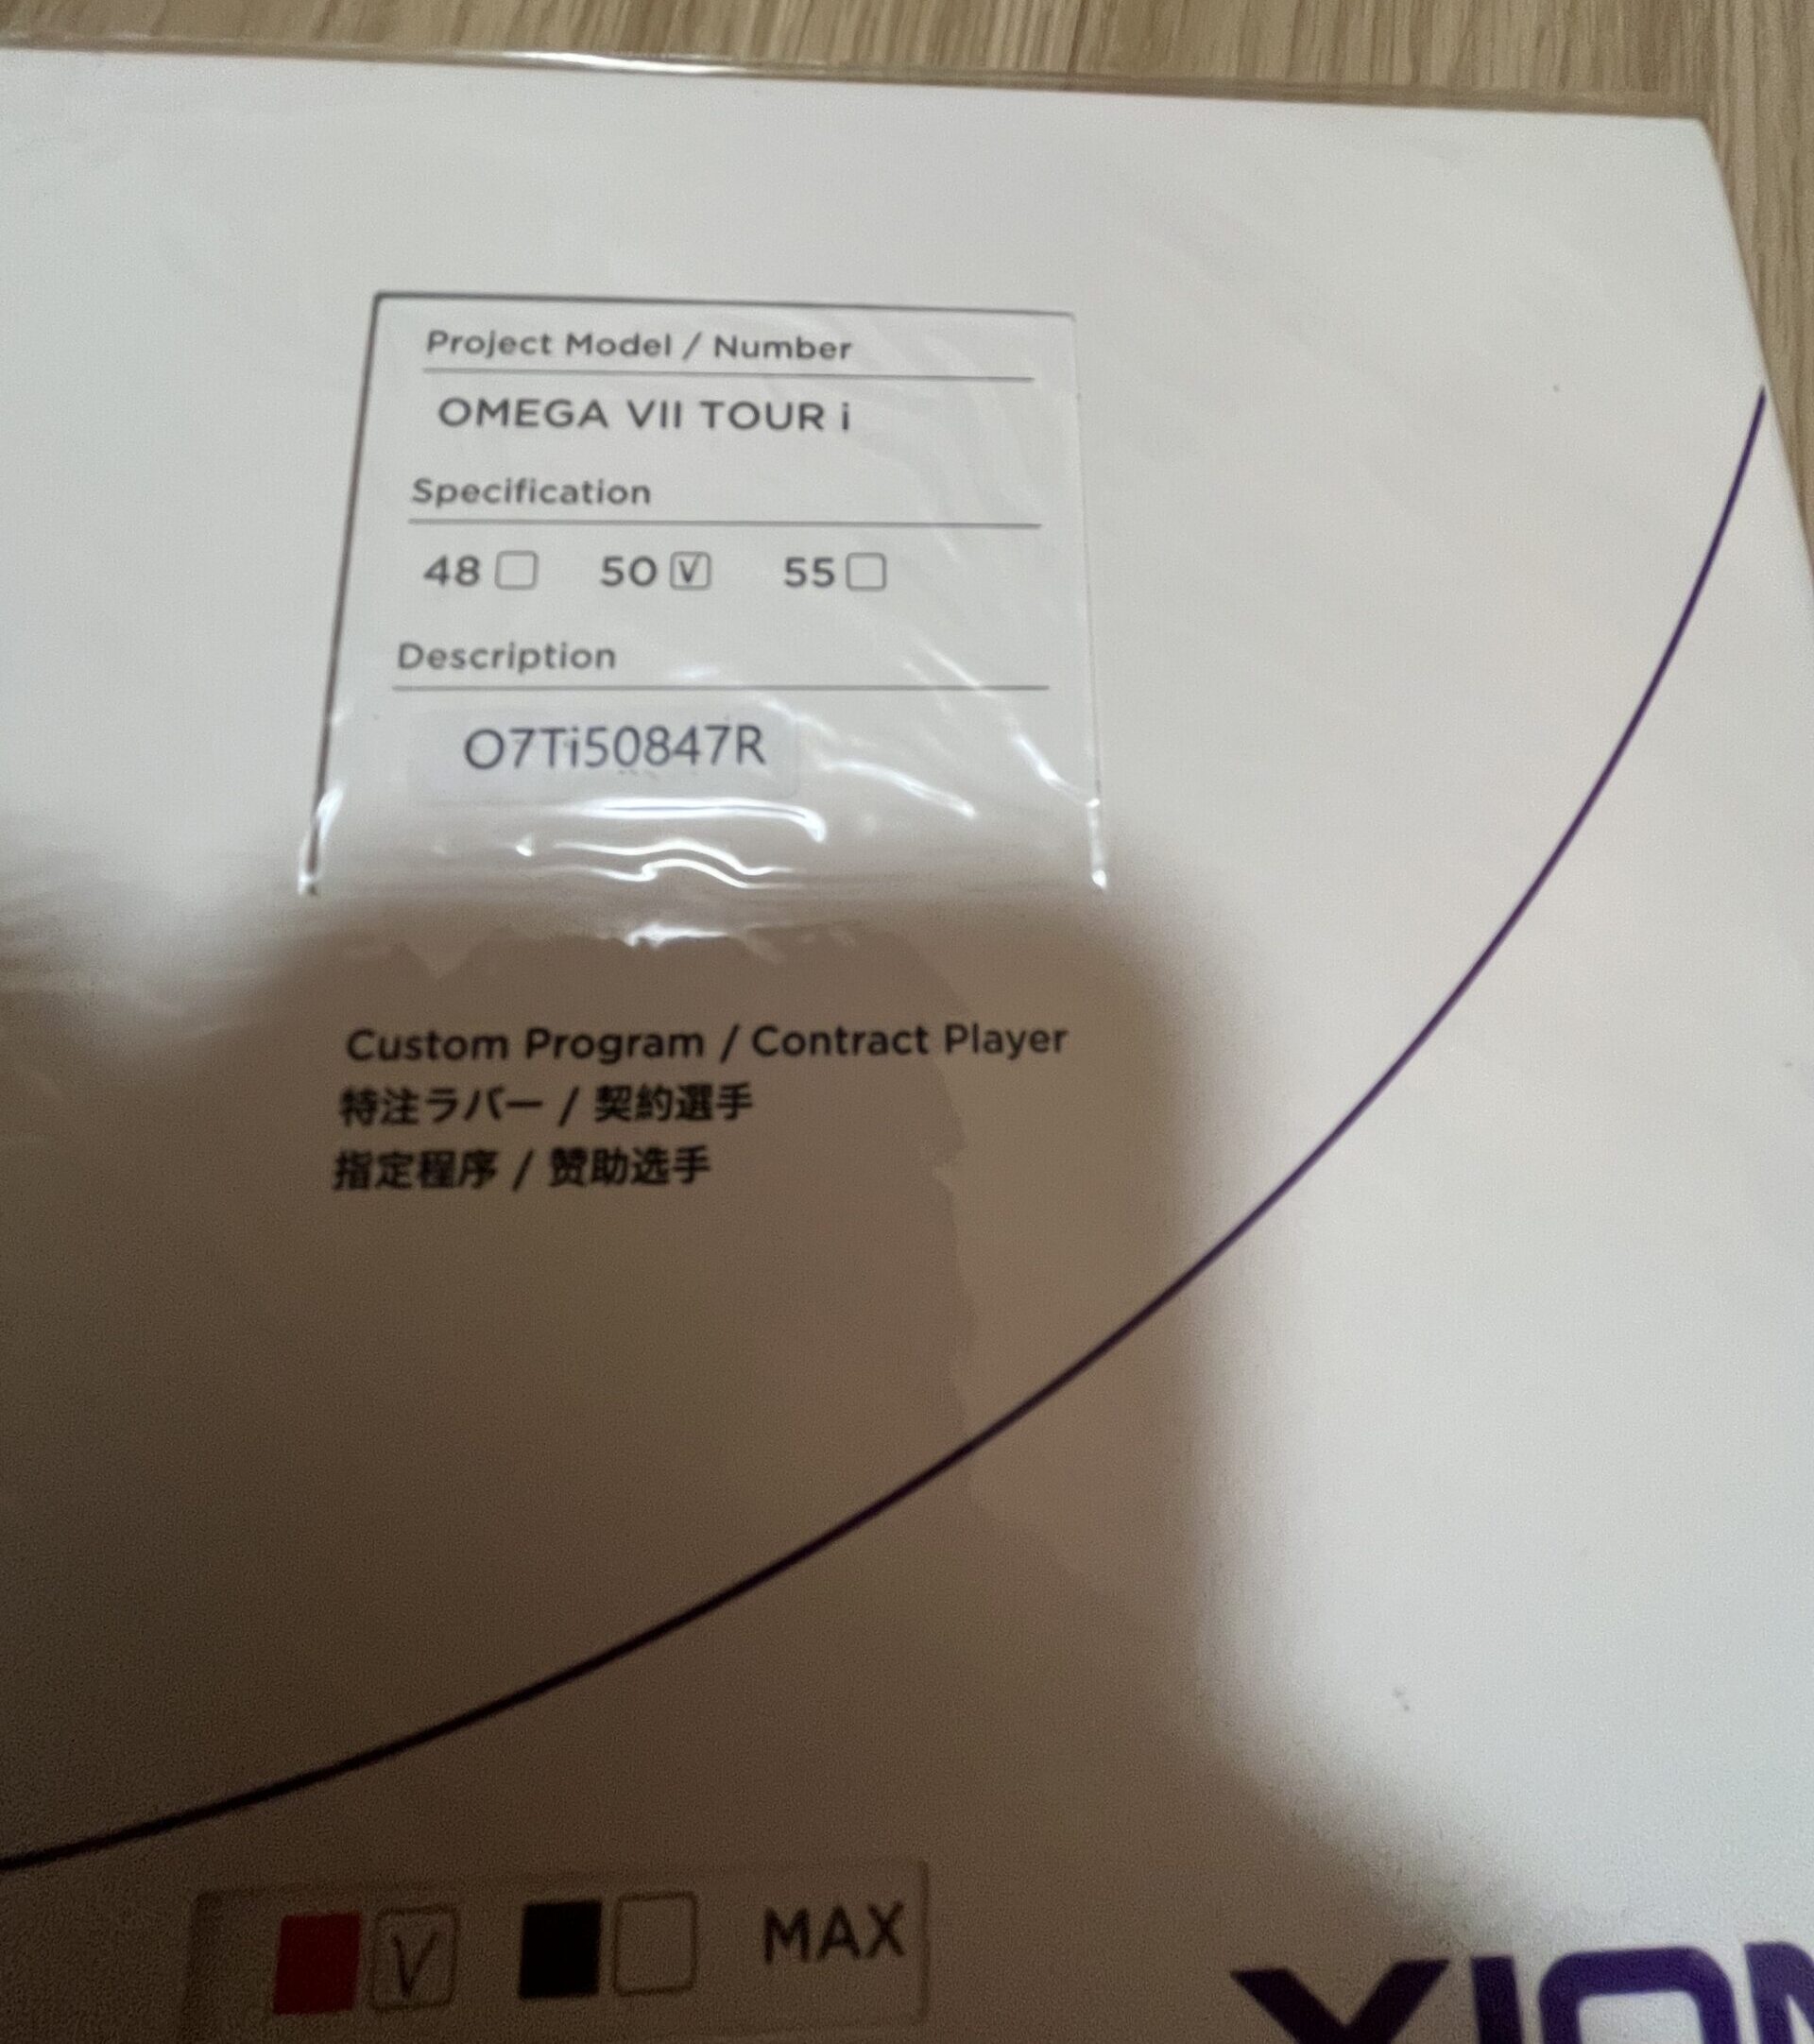 Project Model / Number
OMEGA VII TOUR i
Specification
48 50 V 55
Description
O7Ti50847R
Custom Program / Contract Player
特注ラバー / 契約選手
指定程序 / 赞助选手
V MAX